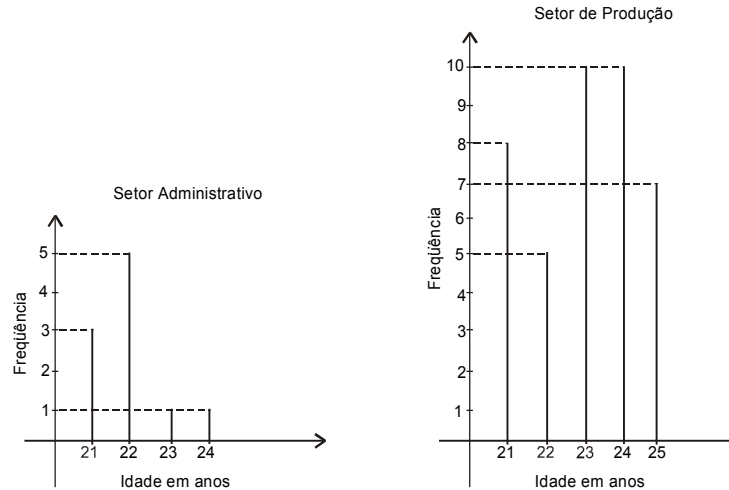 Setor Administrativo
Freqüência
5
4
3
2
1
21 22 23 24
Idade em anos
Setor de Produção
Freqüência
10
9
8
7
6
5
4
3
2
1
21 22 23 24 25
Idade em anos